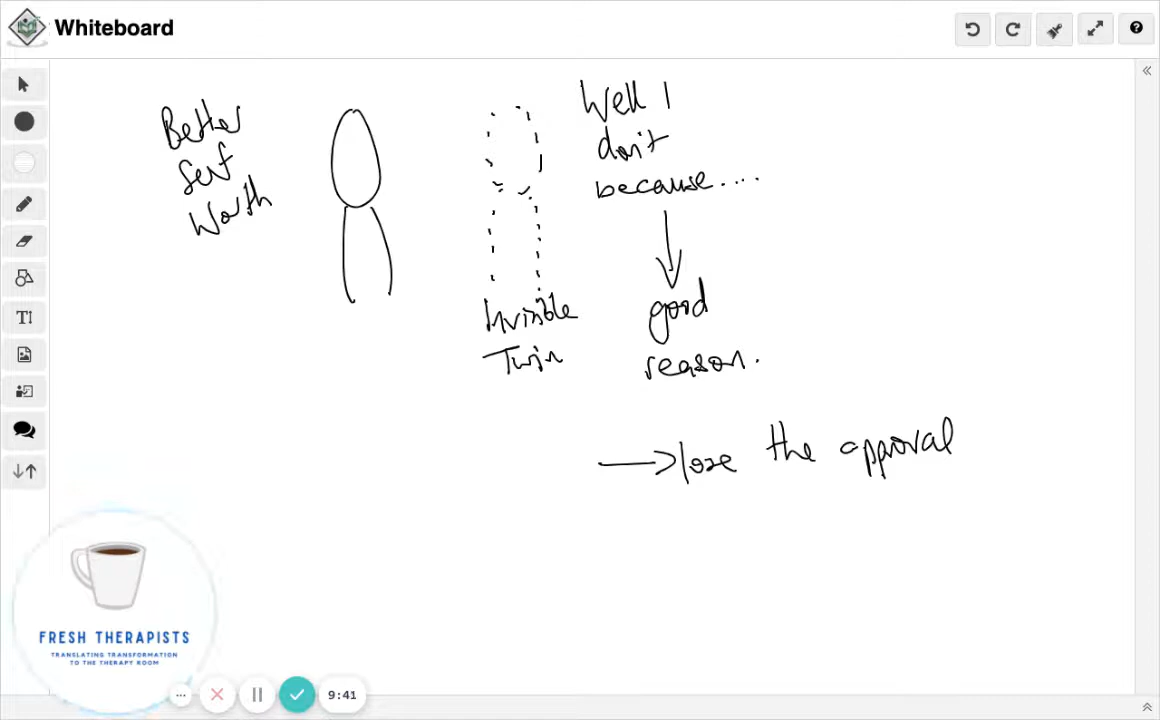 Whiteboard
Better
Self
Worth
Well I
don't
because....
good
reason.
Invisible
Twin
lose the approval
FRESH THERAPISTS
TRANSLATING TRANSFORMATION
TO THE THERAPY ROOM
9:41